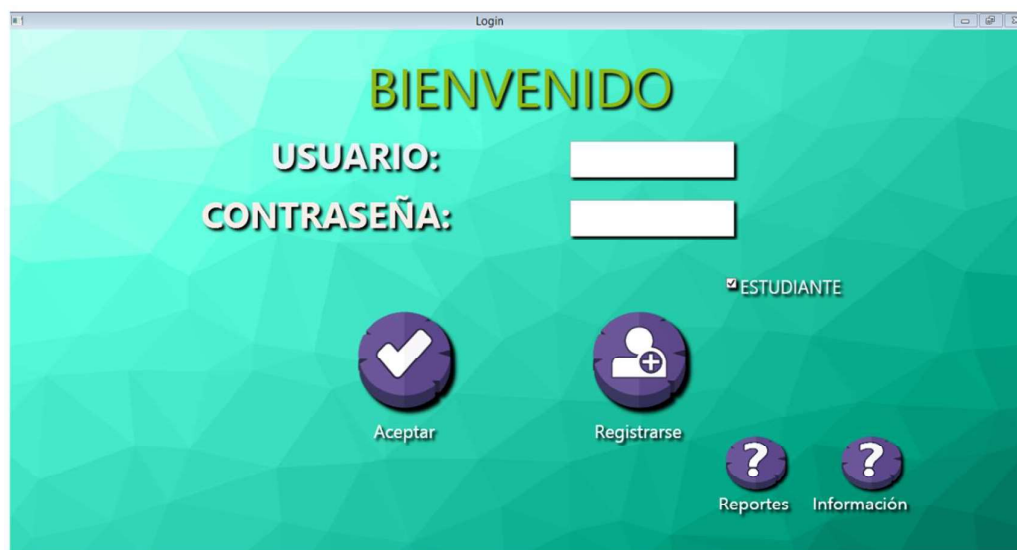 Login
BIENVENIDO
USUARIO:
CONTRASEÑA:
ESTUDIANTE
Aceptar
Registrarse
Reportes
Información